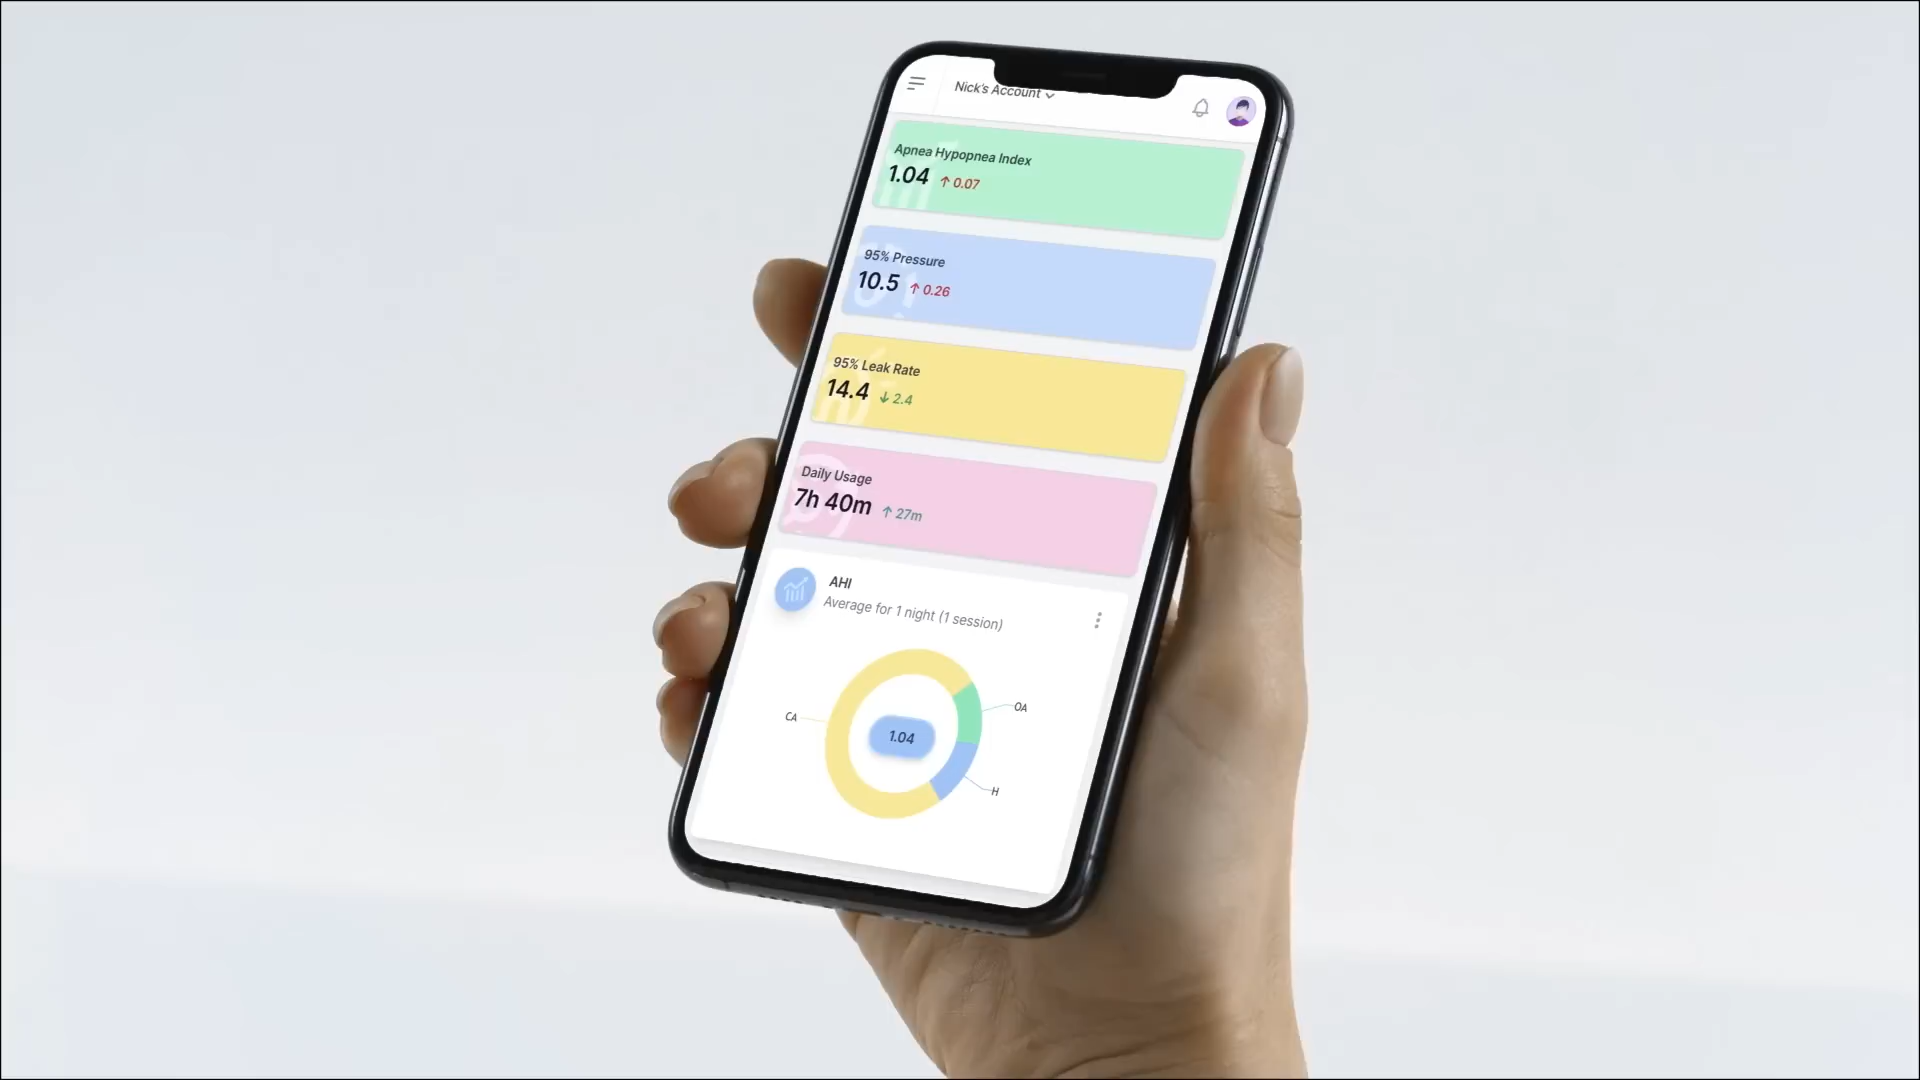 Nick's Account
Apnea Hypopnea Index
1.04 ↑ 0.07
95% Pressure
10.5 ↑ 0.26
95% Leak Rate
14.4 ↓ 2.4
Daily Usage
7h 40m ↑ 27m
AHI
Average for 1 night (1 session)
OA
CA
1.04
H